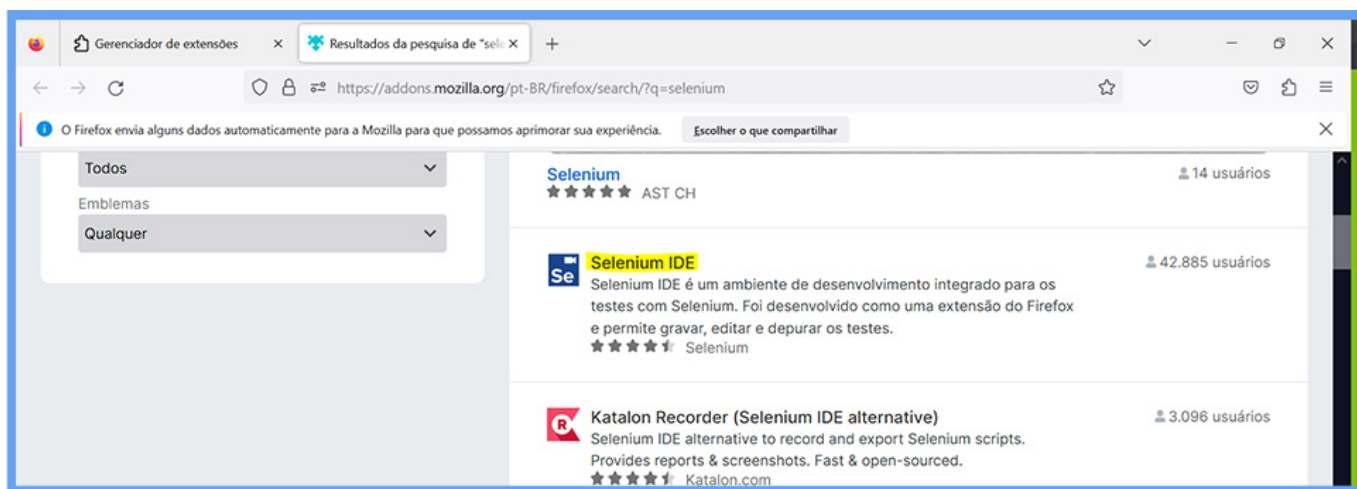 Gerenciador de extensões
Resultados da pesquisa de "sele
https://addons.mozilla.org/pt-BR/firefox/search/?q=selenium
O Firefox envia alguns dados automaticamente para a Mozilla para que possamos aprimorar sua experiência. Escolher o que compartilhar
Todos
Emblemas
Qualquer
Selenium
14 usuários
AST CH
Se
Selenium IDE
42.885 usuários
Selenium IDE é um ambiente de desenvolvimento integrado para os
testes com Selenium. Foi desenvolvido como uma extensão do Firefox
e permite gravar, editar e depurar os testes.
Selenium
R
Katalon Recorder (Selenium IDE alternative)
3.096 usuários
Selenium IDE alternative to record and export Selenium scripts.
Provides reports & screenshots. Fast & open-sourced.
Katalon.com